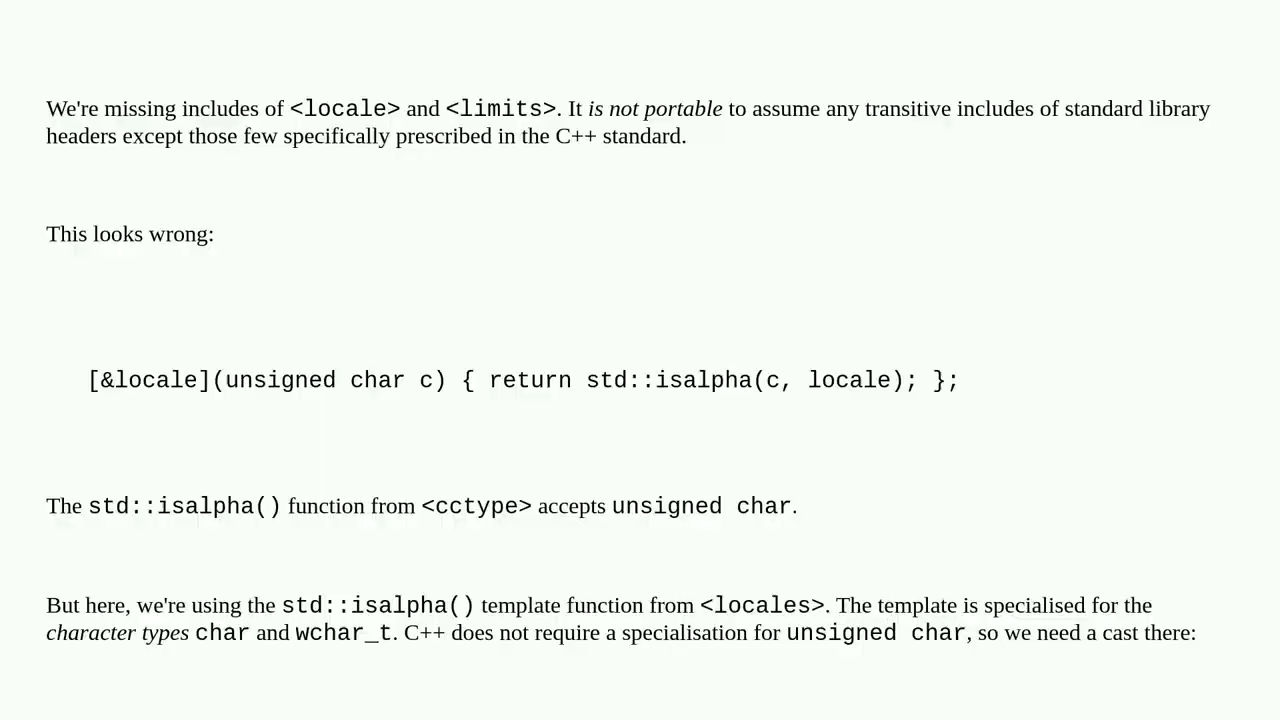 We're missing includes of <locale> and <limits>. It is not portable to assume any transitive includes of standard library
headers except those few specifically prescribed in the C++ standard.
This looks wrong:
[&locale](unsigned char c) { return std::isalpha(c, locale); };
The std::isalpha() function from <cctype> accepts unsigned char.
But here, we're using the std::isalpha() template function from <locales>. The template is specialised for the
character types char and wchar_t. C++ does not require a specialisation for unsigned char, so we need a cast there: